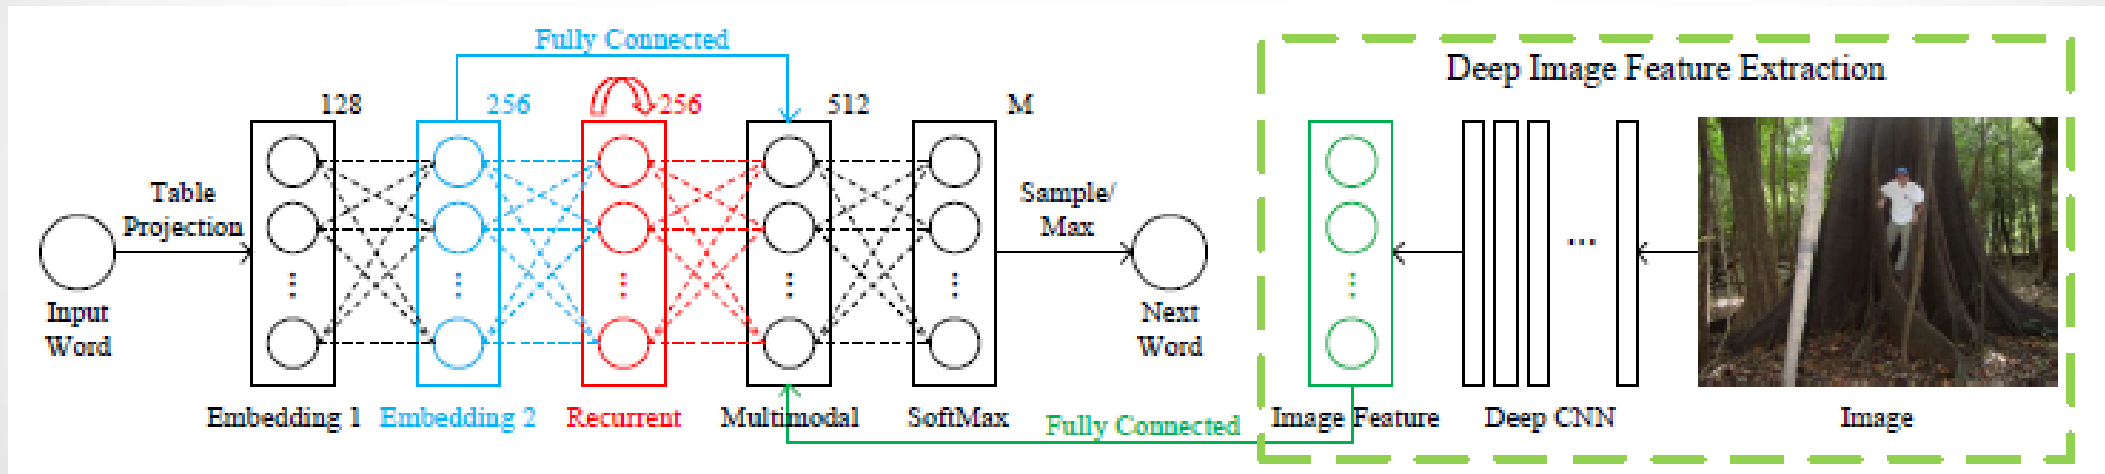 Fully Connected
Deep Image Feature Extraction
128
256
256
512
M
Table
Projection
Sample/
Max
...
Input
Word
Next
Word
Embedding 1
Embedding 2
Recurrent
Multimodal
SoftMax
Fully Connected
Image Feature
Deep CNN
Image